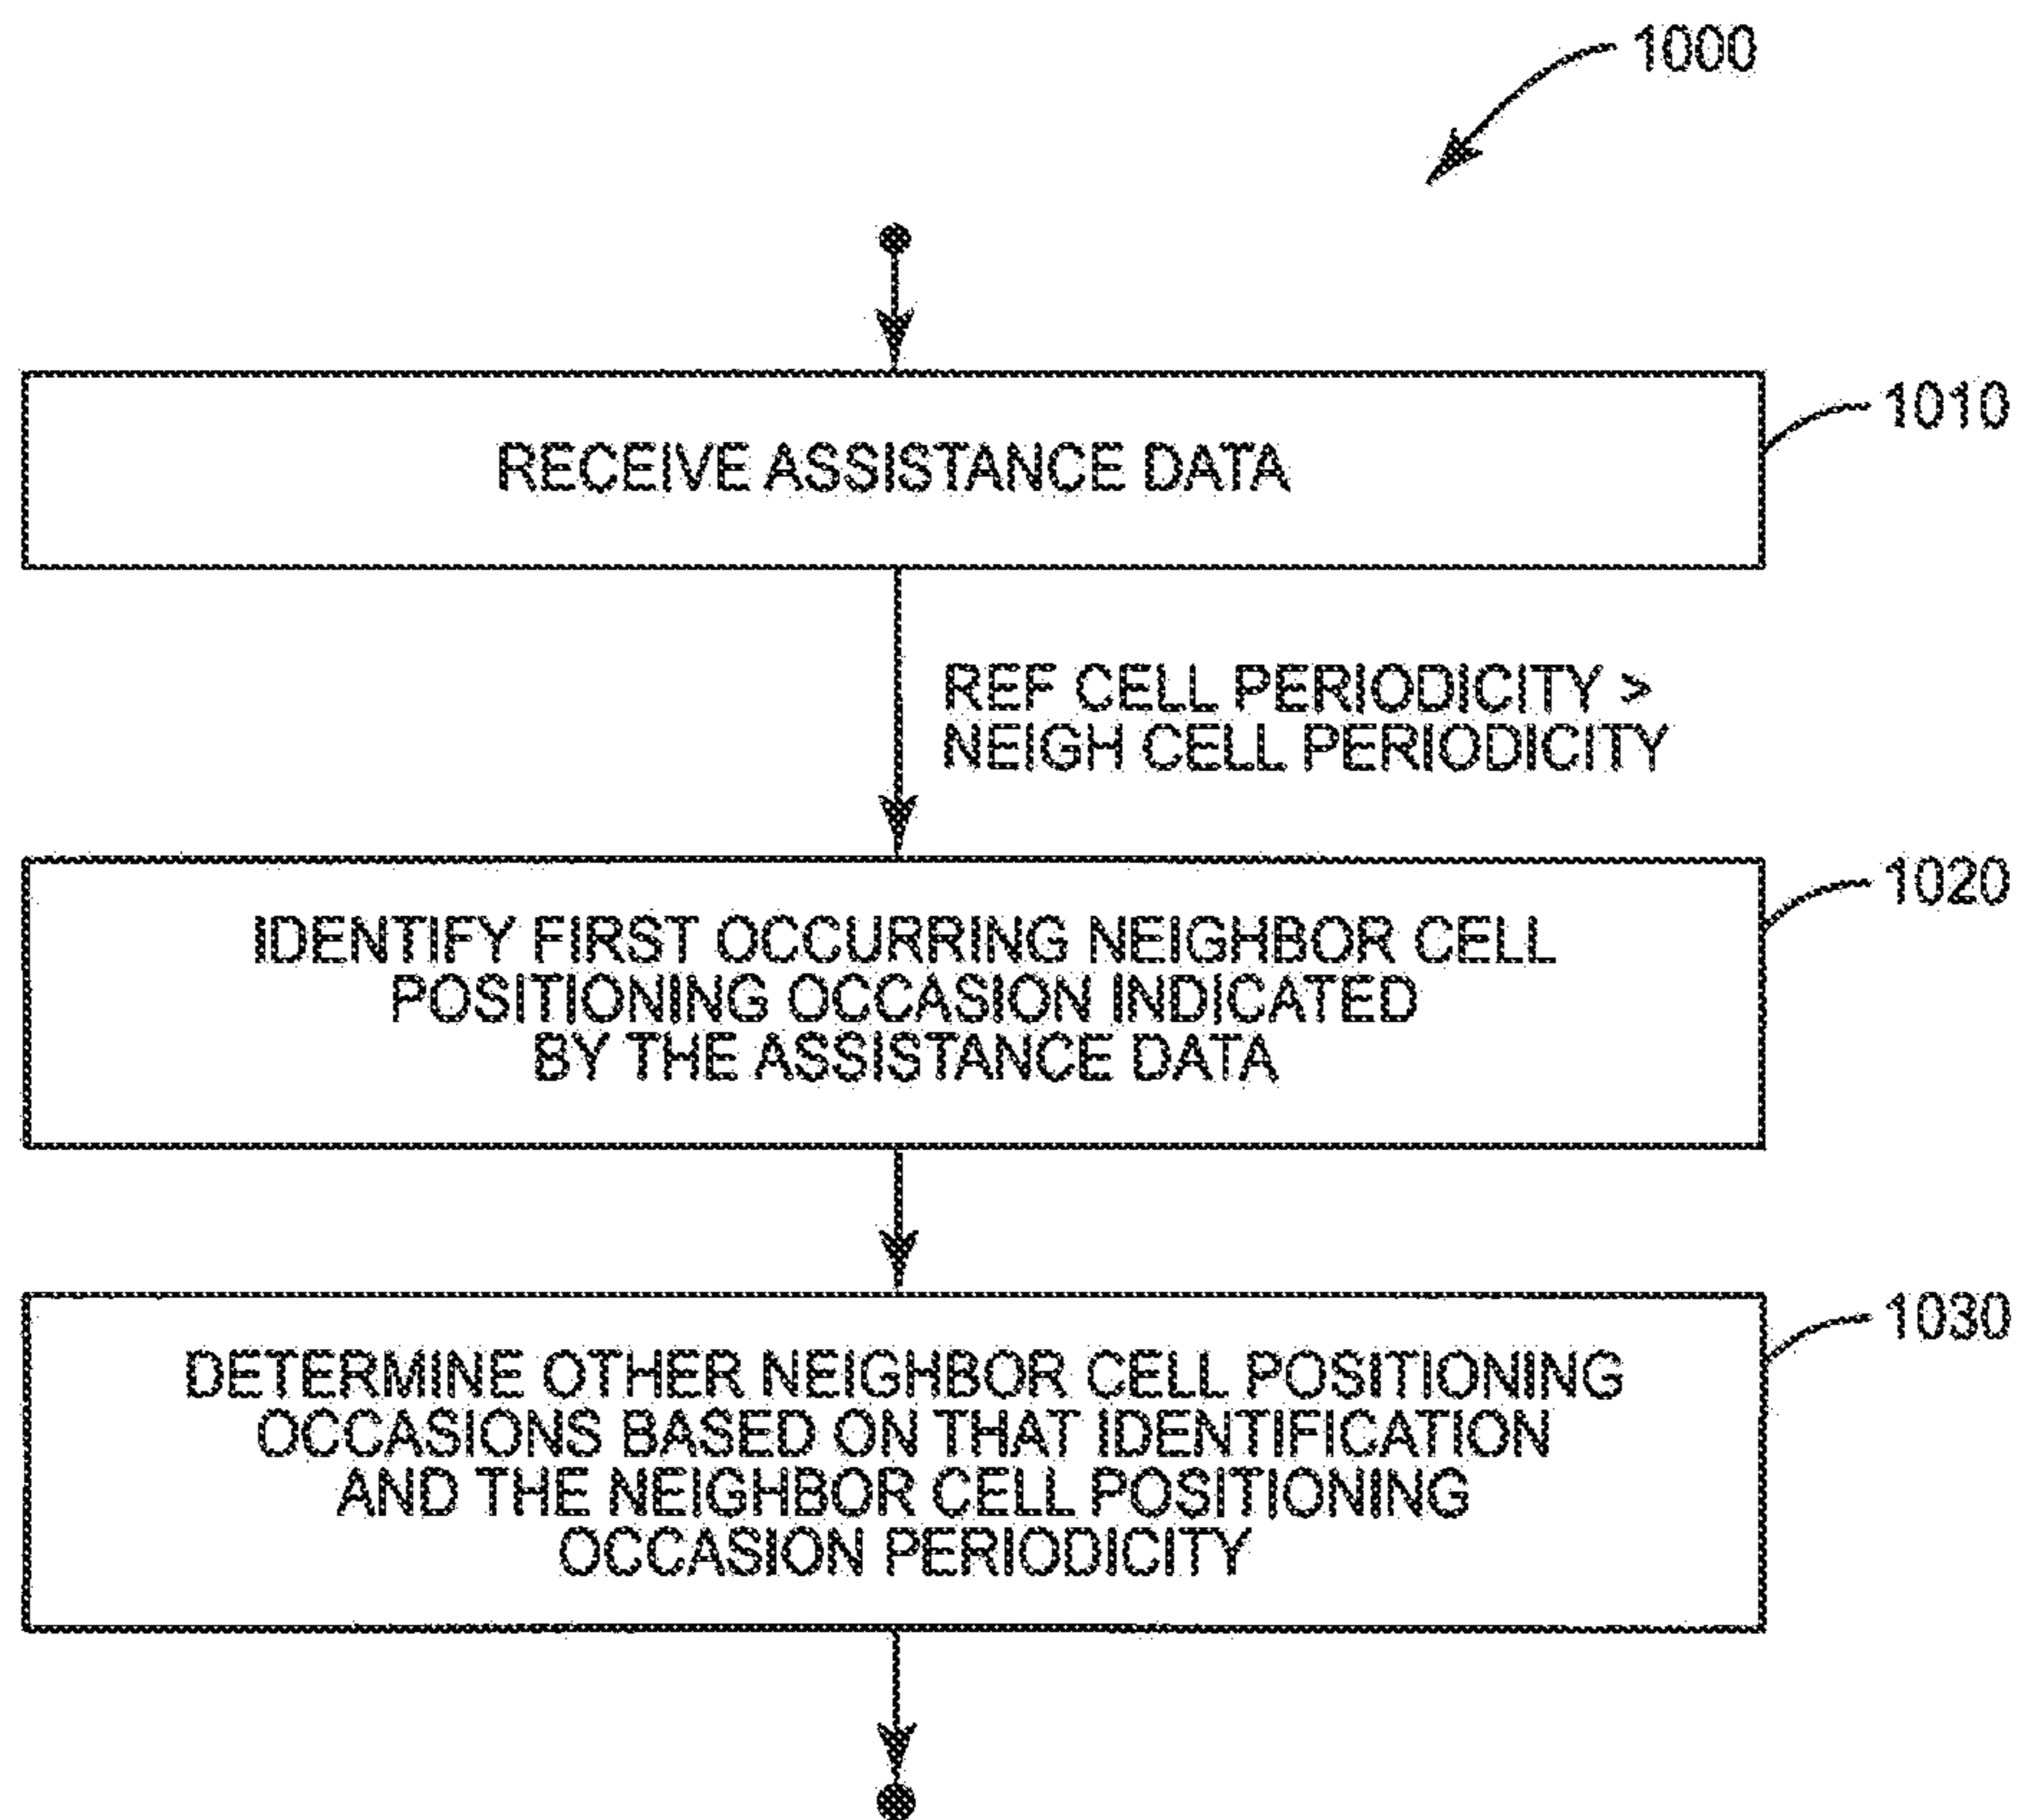 1000
RECEIVE ASSISTANCE DATA
1010
REF CELL PERIODICITY >
NEIGH CELL PERIODICITY
1020
IDENTIFY FIRST OCCURRING NEIGHBOR CELL
POSITIONING OCCASION INDICATED
BY THE ASSISTANCE DATA
1030
DETERMINE OTHER NEIGHBOR CELL POSITIONING
OCCASIONS BASED ON THAT IDENTIFICATION
AND THE NEIGHBOR CELL POSITIONING
OCCASION PERIODICITY